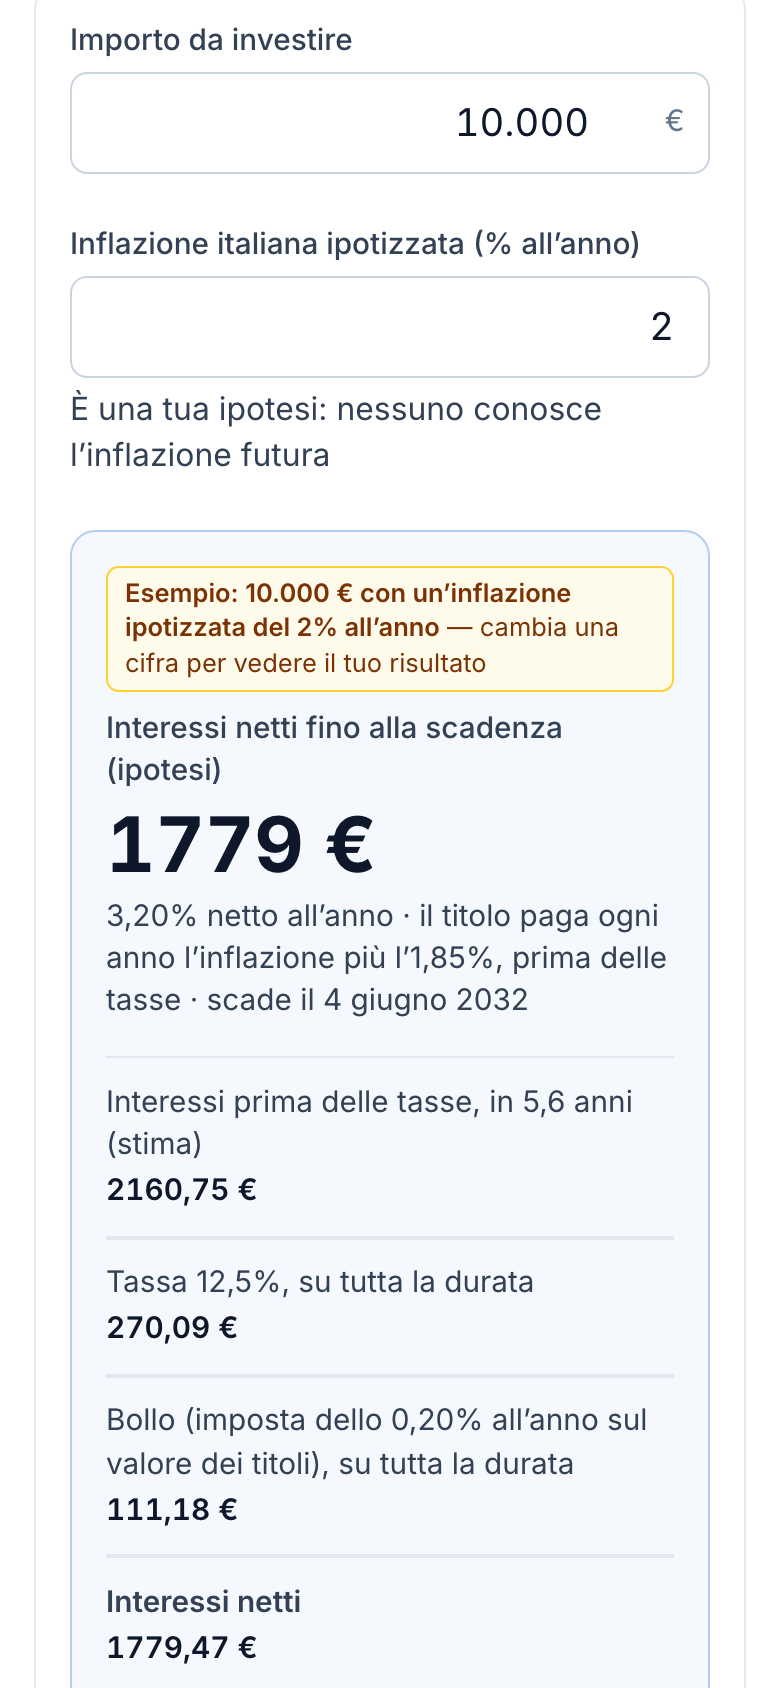 Importo da investire
10.000 €
Inflazione italiana ipotizzata (% all’anno)
2
È una tua ipotesi: nessuno conosce
l’inflazione futura
Esempio: 10.000 € con un’inflazione
ipotizzata del 2% all’anno — cambia una
cifra per vedere il tuo risultato
Interessi netti fino alla scadenza
(ipotesi)
1779 €
3,20% netto all’anno · il titolo paga ogni
anno l’inflazione più l’1,85%, prima delle
tasse · scade il 4 giugno 2032
Interessi prima delle tasse, in 5,6 anni
(stima)
2160,75 €
Tassa 12,5%, su tutta la durata
270,09 €
Bollo (imposta dello 0,20% all’anno sul
valore dei titoli), su tutta la durata
111,18 €
Interessi netti
1779,47 €